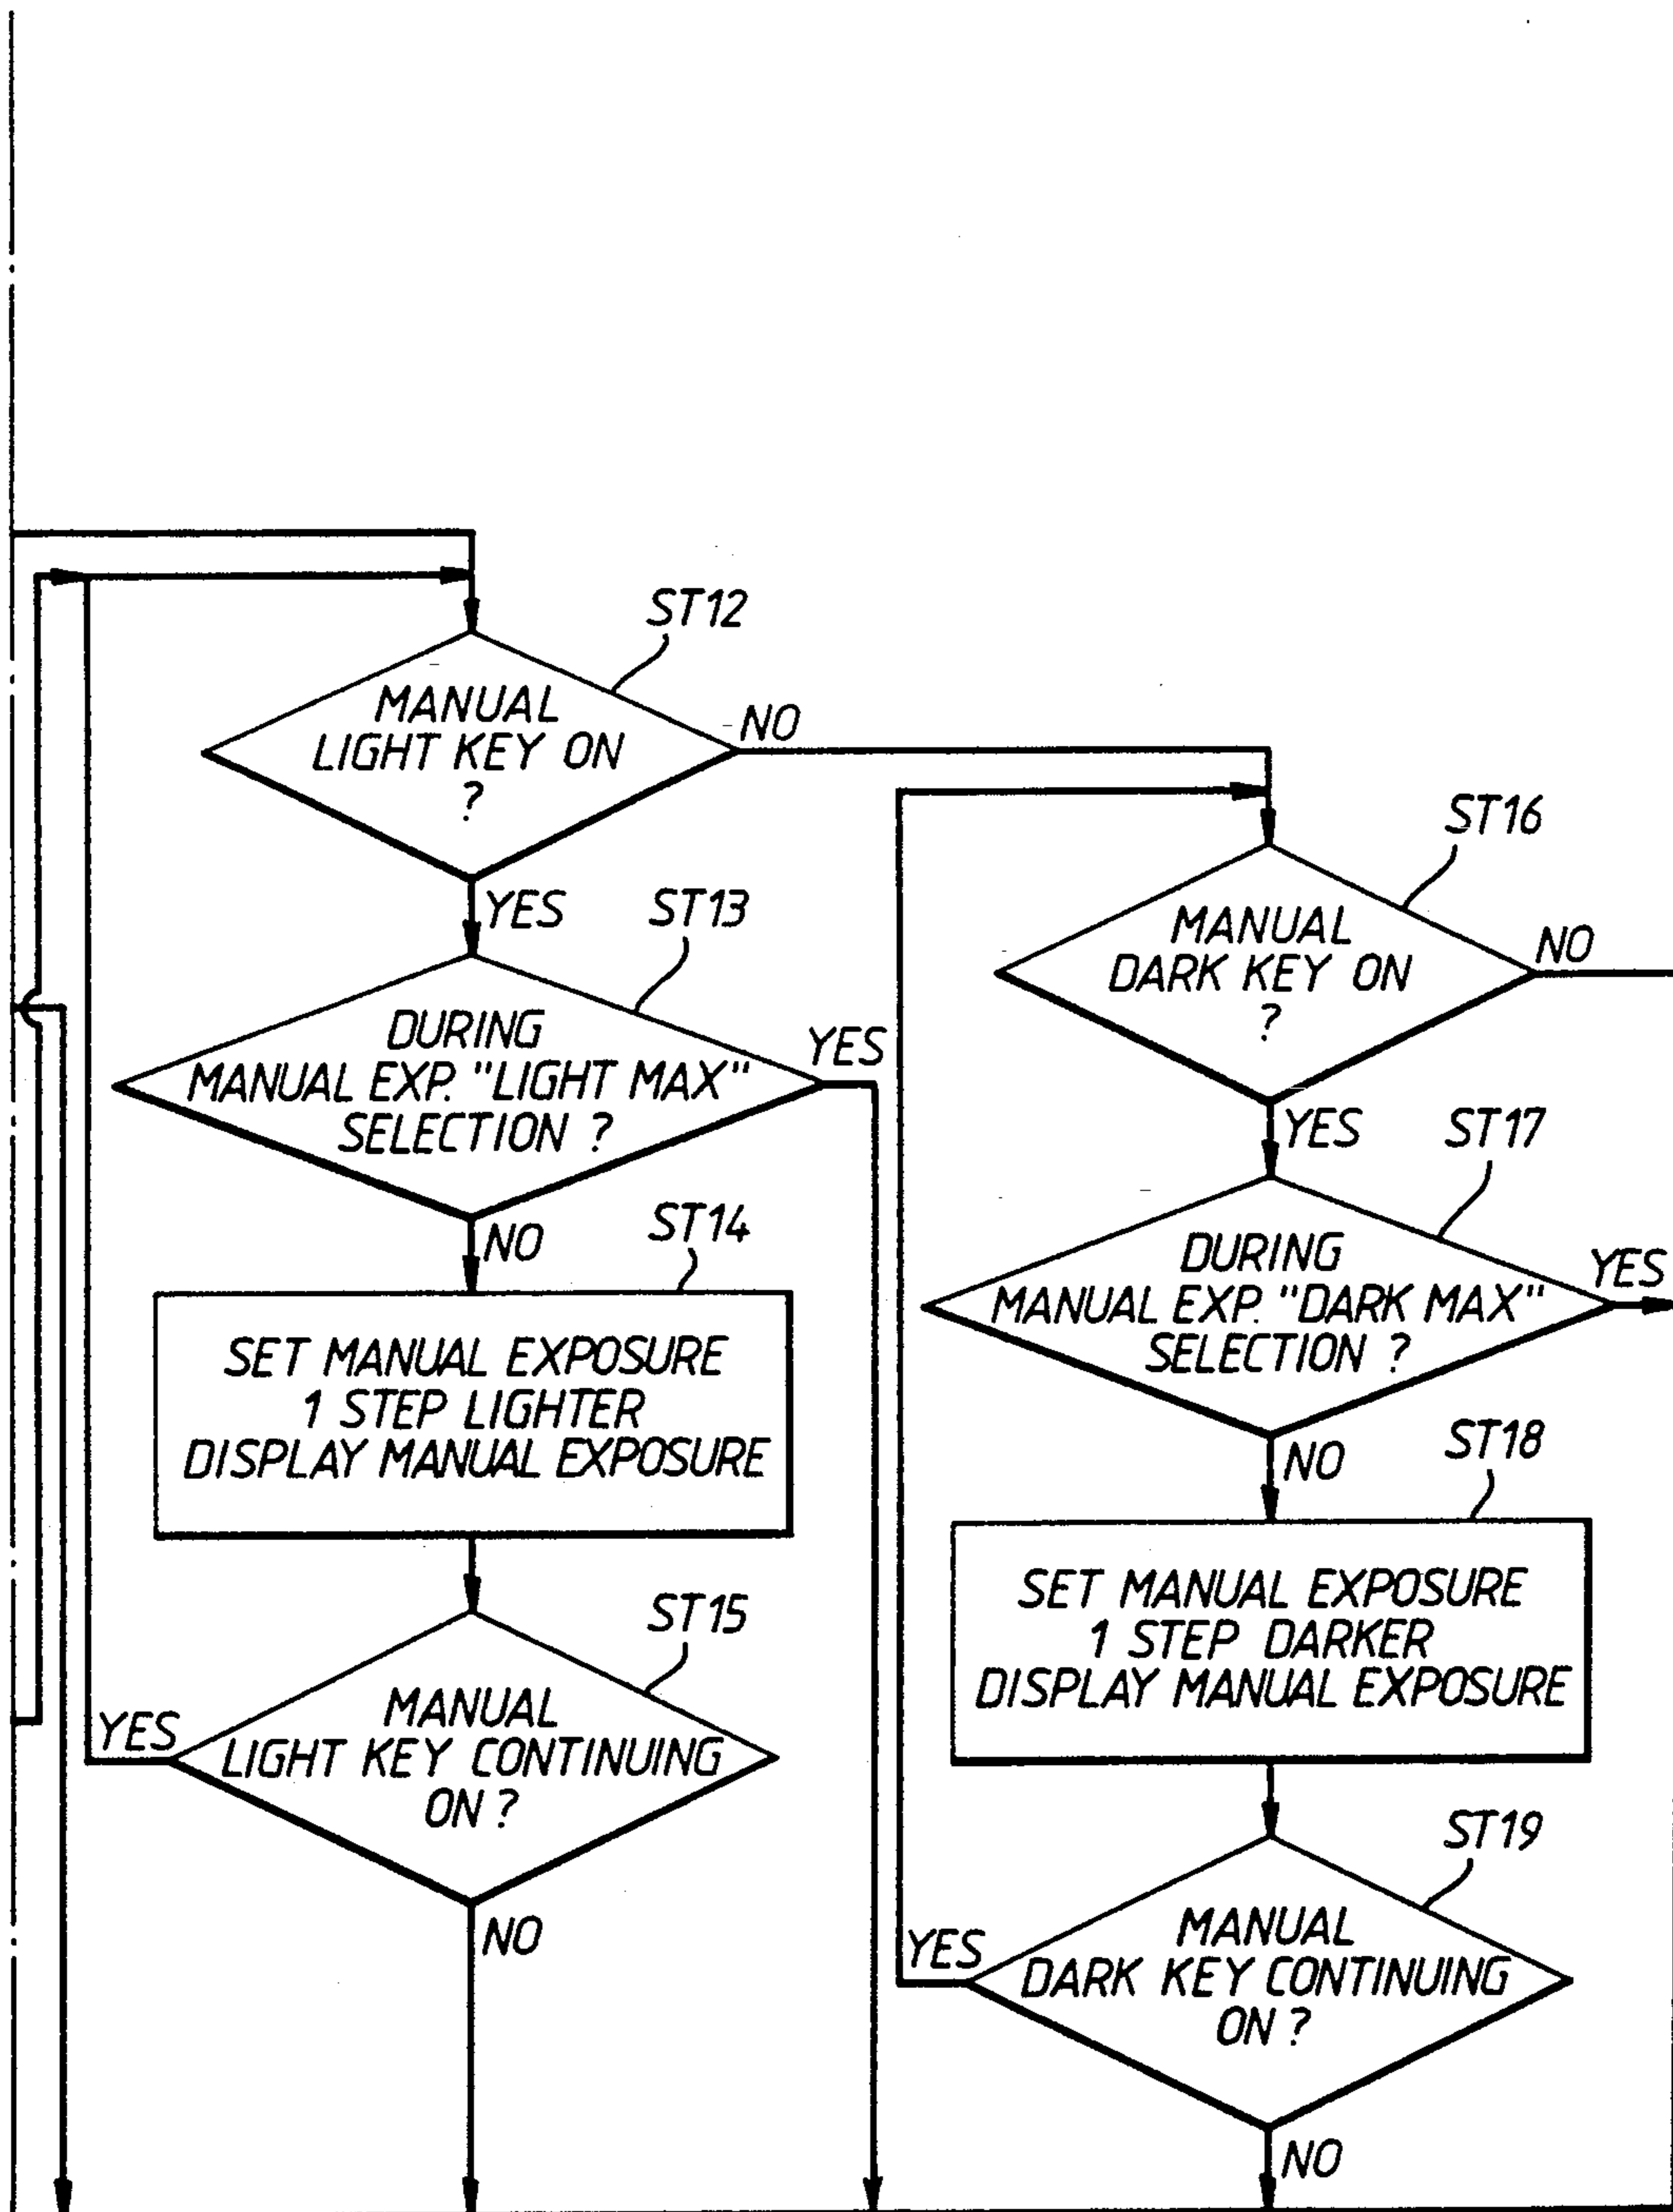 ST12
MANUAL
LIGHT KEY ON
?
NO
YES
ST13
DURING
MANUAL EXP. "LIGHT MAX"
SELECTION ?
YES
NO
ST14
SET MANUAL EXPOSURE
1 STEP LIGHTER
DISPLAY MANUAL EXPOSURE
ST15
MANUAL
LIGHT KEY CONTINUING
ON ?
YES
NO
ST16
MANUAL
DARK KEY ON
?
NO
YES
ST17
DURING
MANUAL EXP. "DARK MAX"
SELECTION ?
YES
NO
ST18
SET MANUAL EXPOSURE
1 STEP DARKER
DISPLAY MANUAL EXPOSURE
ST19
MANUAL
DARK KEY CONTINUING
ON ?
YES
NO